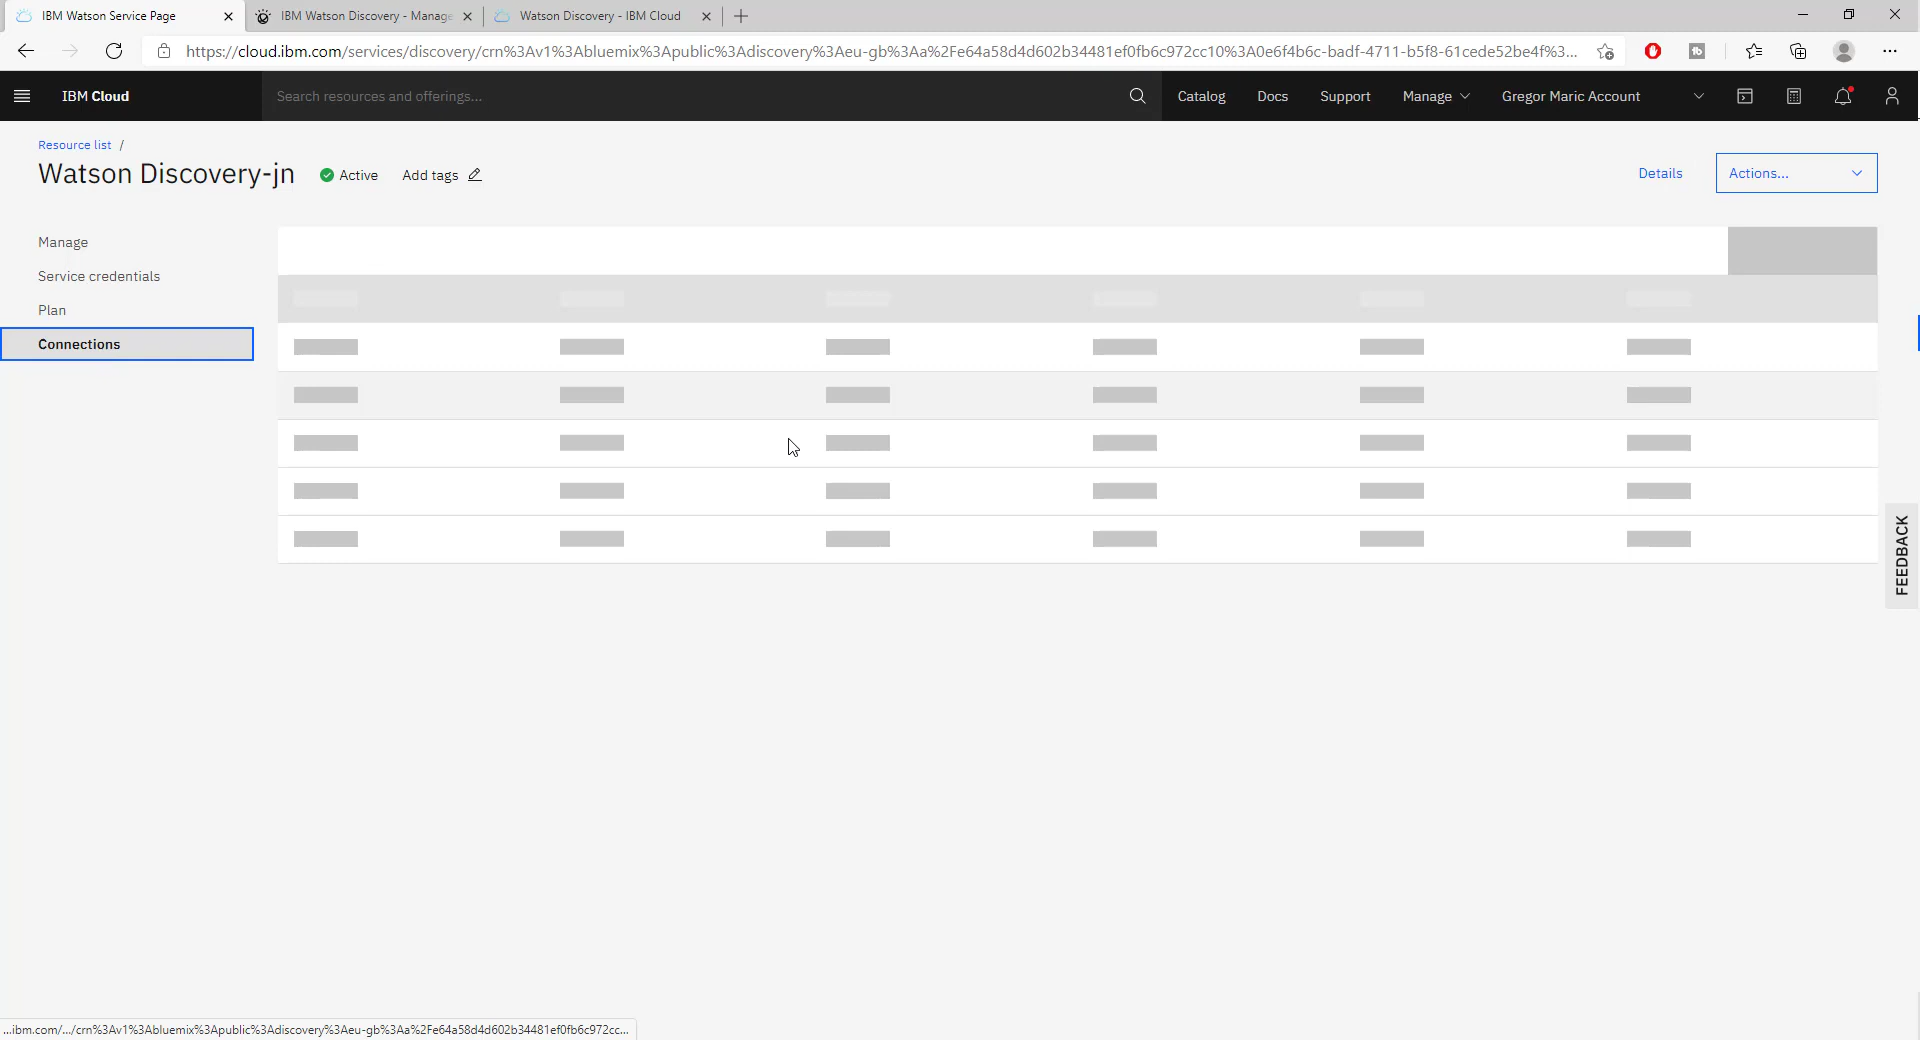 IBM Watson Service Page
IBM Watson Discovery - Manage
Watson Discovery - IBM Cloud
https://cloud.ibm.com/services/discovery/crn%3Av1%3Abluemix%3Apublic%3Adiscovery%3Aeu-gb%3Aa%2Fe64a58d4d602b34481ef0fb6c972cc10%3A0e6f4b6c-badf-4711-b5f8-61cede52be4f%3...
IBM Cloud
Search resources and offerings...
Catalog
Docs
Support
Manage
Gregor Maric Account
Resource list /
Watson Discovery-jn
Active
Add tags
Details
Actions...
Manage
Service credentials
Plan
Connections
FEEDBACK
...ibm.com/.../crn%3Av1%3Abluemix%3Apublic%3Adiscovery%3Aeu-gb%3Aa%2Fe64a58d4d602b34481ef0fb6c972cc...